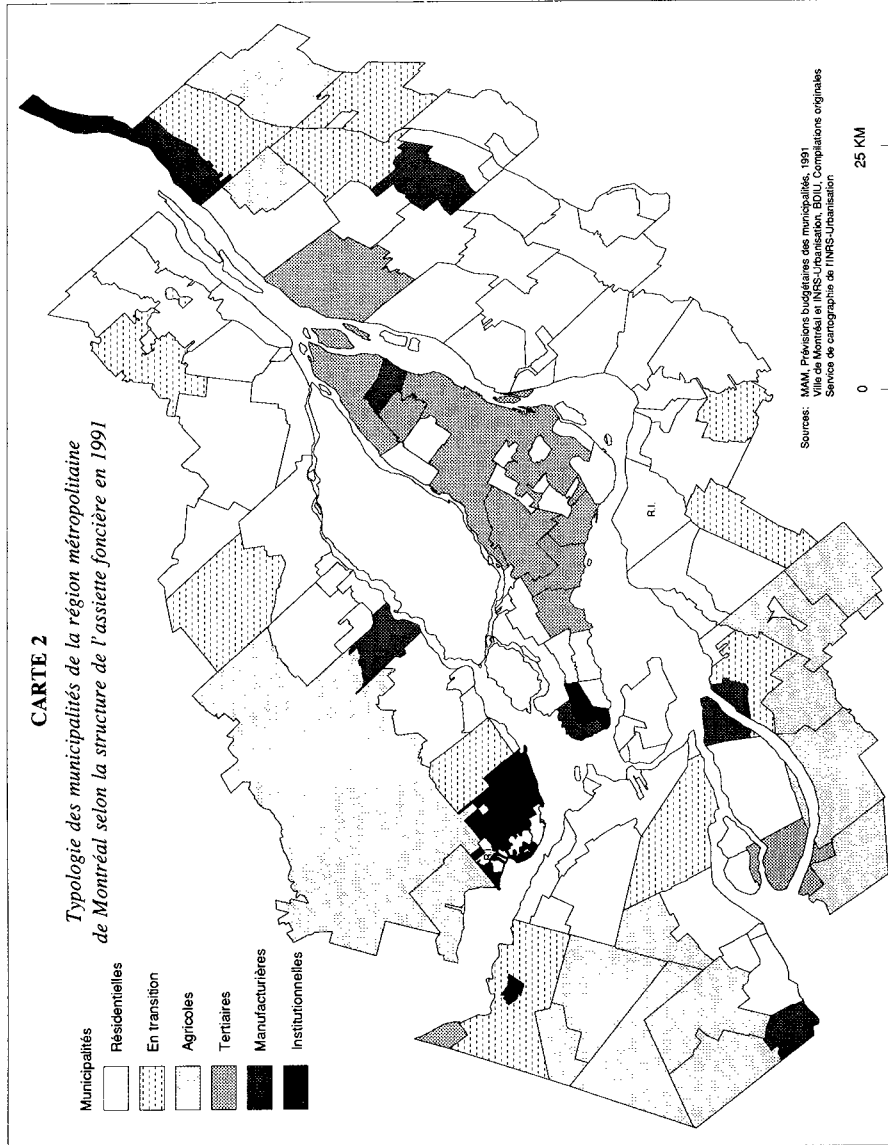 CARTE 2
Typologie des municipalités de la région métropolitaine
de Montréal selon la structure de l'assiette foncière en 1991
Municipalités
Résidentielles
En transition
Agricoles
Tertiaires
Manufacturières
Institutionnelles
R.I.
Sources: MAM, Prévisions budgétaires des municipalités, 1991
Ville de Montréal et INRS-Urbanisation, BDIU, Compilations originales
Service de cartographie de l'INRS-Urbanisation
0 25 KM